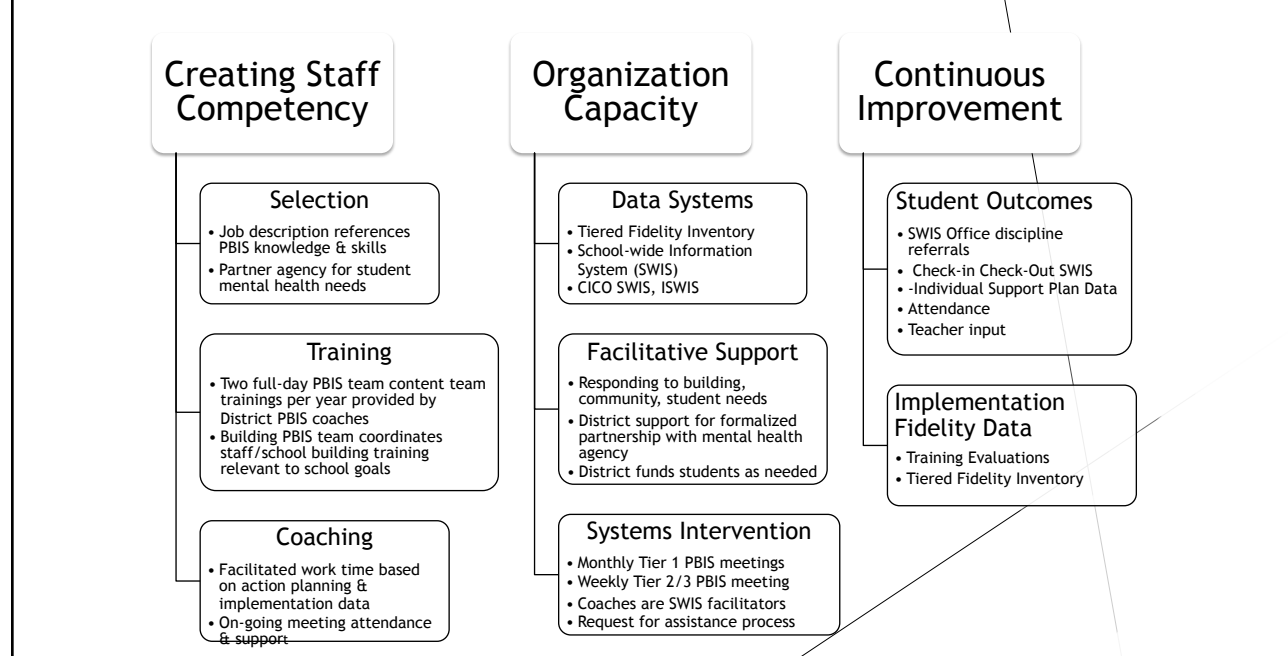 Creating Staff
Competency
Selection
• Job description references
PBIS knowledge & skills
• Partner agency for student
mental health needs
Training
• Two full-day PBIS team content team
trainings per year provided by
District PBIS coaches
• Building PBIS team coordinates
staff/school building training
relevant to school goals
Coaching
• Facilitated work time based
on action planning &
implementation data
• On-going meeting attendance
& support
Organization
Capacity
Data Systems
• Tiered Fidelity Inventory
• School-wide Information
System (SWIS)
• CICO SWIS, ISWIS
Facilitative Support
• Responding to building,
community, student needs
• District support for formalized
partnership with mental health
agency
• District funds students as needed
Systems Intervention
• Monthly Tier 1 PBIS meetings
• Weekly Tier 2/3 PBIS meeting
• Coaches are SWIS facilitators
• Request for assistance process
Continuous
Improvement
Student Outcomes
• SWIS Office discipline
referrals
• Check-in Check-Out SWIS
• -Individual Support Plan Data
• Attendance
• Teacher input
Implementation
Fidelity Data
• Training Evaluations
• Tiered Fidelity Inventory